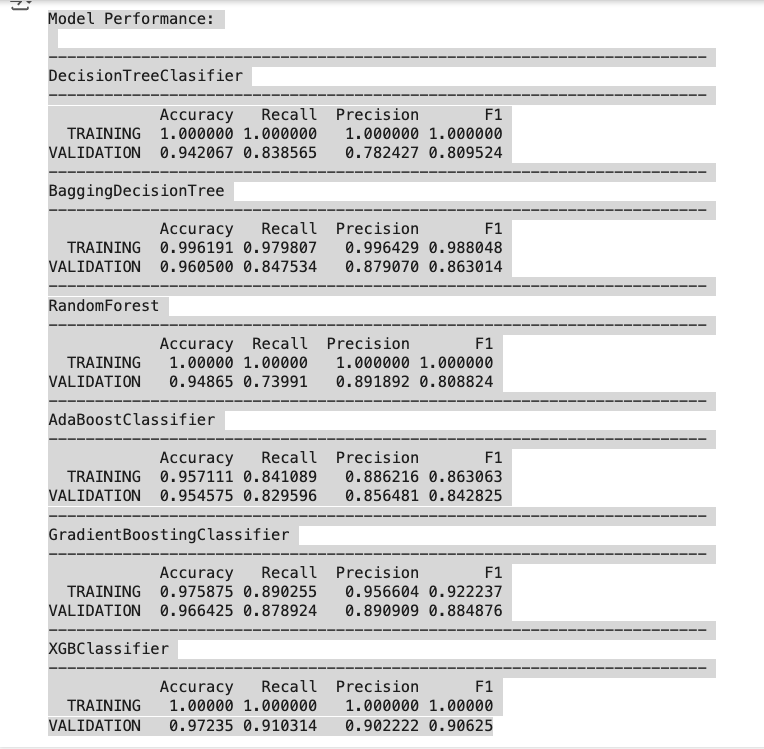 Model Performance:
--------------------------------------------------------------------------------
DecisionTreeClasifier
--------------------------------------------------------------------------------
Accuracy Recall Precision F1
TRAINING 1.000000 1.000000 1.000000 1.000000
VALIDATION 0.942067 0.838565 0.782427 0.809524
--------------------------------------------------------------------------------
BaggingDecisionTree
--------------------------------------------------------------------------------
Accuracy Recall Precision F1
TRAINING 0.996191 0.979807 0.996429 0.988048
VALIDATION 0.960500 0.847534 0.879070 0.863014
--------------------------------------------------------------------------------
RandomForest
--------------------------------------------------------------------------------
Accuracy Recall Precision F1
TRAINING 1.00000 1.00000 1.000000 1.000000
VALIDATION 0.94865 0.73991 0.891892 0.808824
--------------------------------------------------------------------------------
AdaBoostClassifier
--------------------------------------------------------------------------------
Accuracy Recall Precision F1
TRAINING 0.957111 0.841089 0.886216 0.863063
VALIDATION 0.954575 0.829596 0.856481 0.842825
--------------------------------------------------------------------------------
GradientBoostingClassifier
--------------------------------------------------------------------------------
Accuracy Recall Precision F1
TRAINING 0.975875 0.890255 0.956604 0.922237
VALIDATION 0.966425 0.878924 0.890909 0.884876
--------------------------------------------------------------------------------
XGBClassifier
--------------------------------------------------------------------------------
Accuracy Recall Precision F1
TRAINING 1.00000 1.000000 1.000000 1.00000
VALIDATION 0.97235 0.910314 0.902222 0.90625